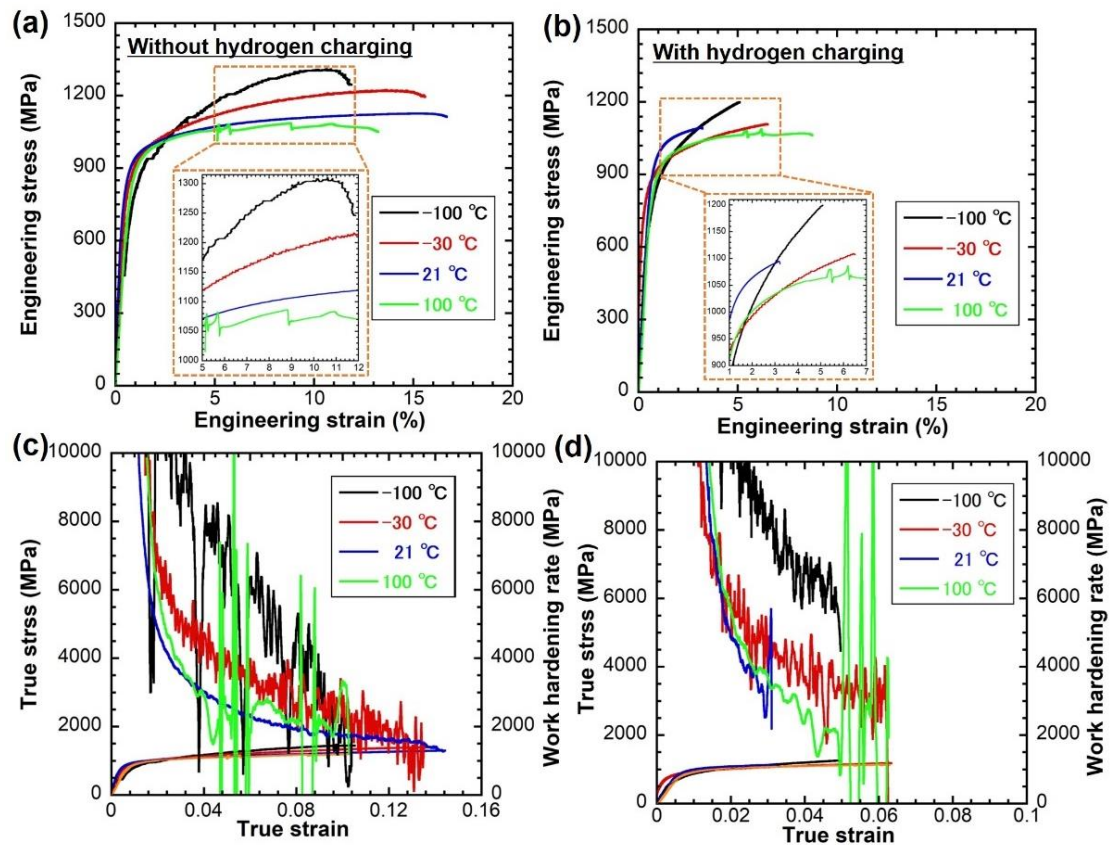 (a)
Without hydrogen charging
Engineering stress (MPa)
1500
1200
900
600
300
0
1300
1250
1200
1150
1100
1050
1000
5 6 7 8 9 10 11 12
−100 °C
−30 °C
21 °C
100 °C
0 5 10 15 20
Engineering strain (%)
(b)
With hydrogen charging
Engineering stress (MPa)
1500
1200
900
600
300
0
1200
1150
1100
1050
1000
950
900
1 2 3 4 5 6 7
−100 °C
−30 °C
21 °C
100 °C
0 5 10 15 20
Engineering strain (%)
(c)
True strss (MPa)
10000
8000
6000
4000
2000
0
−100 °C
−30 °C
21 °C
100 °C
10000
8000
6000
4000
2000
0
Work hardening rate (MPa)
0 0.04 0.08 0.12 0.16
True strain
(d)
True strss (MPa)
10000
8000
6000
4000
2000
0
−100 °C
−30 °C
21 °C
100 °C
10000
8000
6000
4000
2000
0
Work hardening rate (MPa)
0 0.02 0.04 0.06 0.08 0.1
True strain